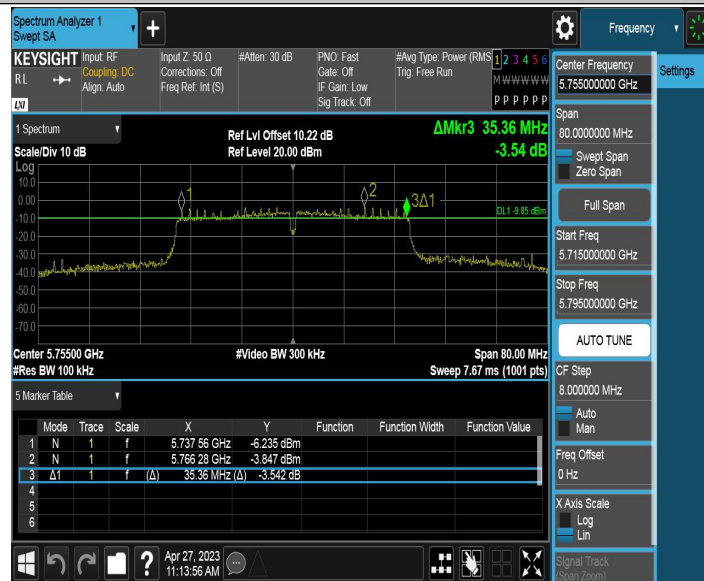 Spectrum Analyzer 1
Swept SA
+
Frequency
KEYSIGHT
RL
LXI
Input: RF
Coupling: DC
Align: Auto
Input Z: 50 Ω
Corrections: Off
Freq Ref: Int (S)
#Atten: 30 dB
PNO: Fast
Gate: Off
IF Gain: Low
Sig Track: Off
#Avg Type: Power (RMS
Trig: Free Run
1 2 3 4 5 6
M W W W W W
P P P P P P
1 Spectrum
Scale/Div 10 dB
Ref Lvl Offset 10.22 dB
Ref Level 20.00 dBm
ΔMkr3 35.36 MHz
-3.54 dB
Log
10.0
0.00
-10.0
-20.0
-30.0
-40.0
-50.0
-60.0
-70.0
1
2
3Δ1
DL1 -9.85 dBm
Center 5.75500 GHz
#Res BW 100 kHz
#Video BW 300 kHz
Span 80.00 MHz
Sweep 7.67 ms (1001 pts)
5 Marker Table
Mode Trace Scale X Y Function Function Width Function Value
1 N 1 f 5.737 56 GHz -6.235 dBm
2 N 1 f 5.766 28 GHz -3.847 dBm
3 Δ1 1 f (Δ) 35.36 MHz (Δ) -3.542 dB
4
5
6
?
Apr 27, 2023
11:13:56 AM
Center Frequency
5.755000000 GHz
Settings
Span
80.0000000 MHz
Swept Span
Zero Span
Full Span
Start Freq
5.715000000 GHz
Stop Freq
5.795000000 GHz
AUTO TUNE
CF Step
8.000000 MHz
Auto
Man
Freq Offset
0 Hz
X Axis Scale
Log
Lin
Signal Track
(Span Zoom)